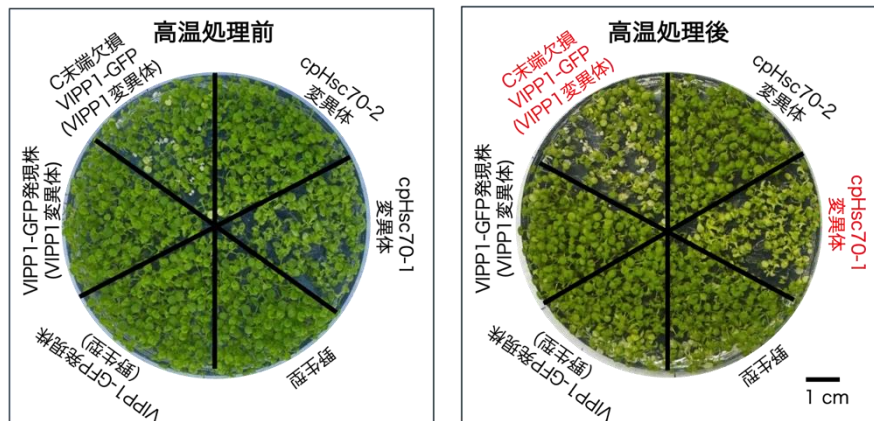 高温処理前
C末端欠損
VIPP1-GFP
(VIPP1変異体)
cpHsc70-2
変異体
cpHsc70-1
変異体
野生型
VIPP1-GFP発現株
(野生型)
VIPP1-GFP発現株
(VIPP1変異体)
高温処理後
C末端欠損
VIPP1-GFP
(VIPP1変異体)
cpHsc70-2
変異体
cpHsc70-1
変異体
野生型
VIPP1-GFP発現株
(野生型)
VIPP1-GFP発現株
(VIPP1変異体)
1 cm